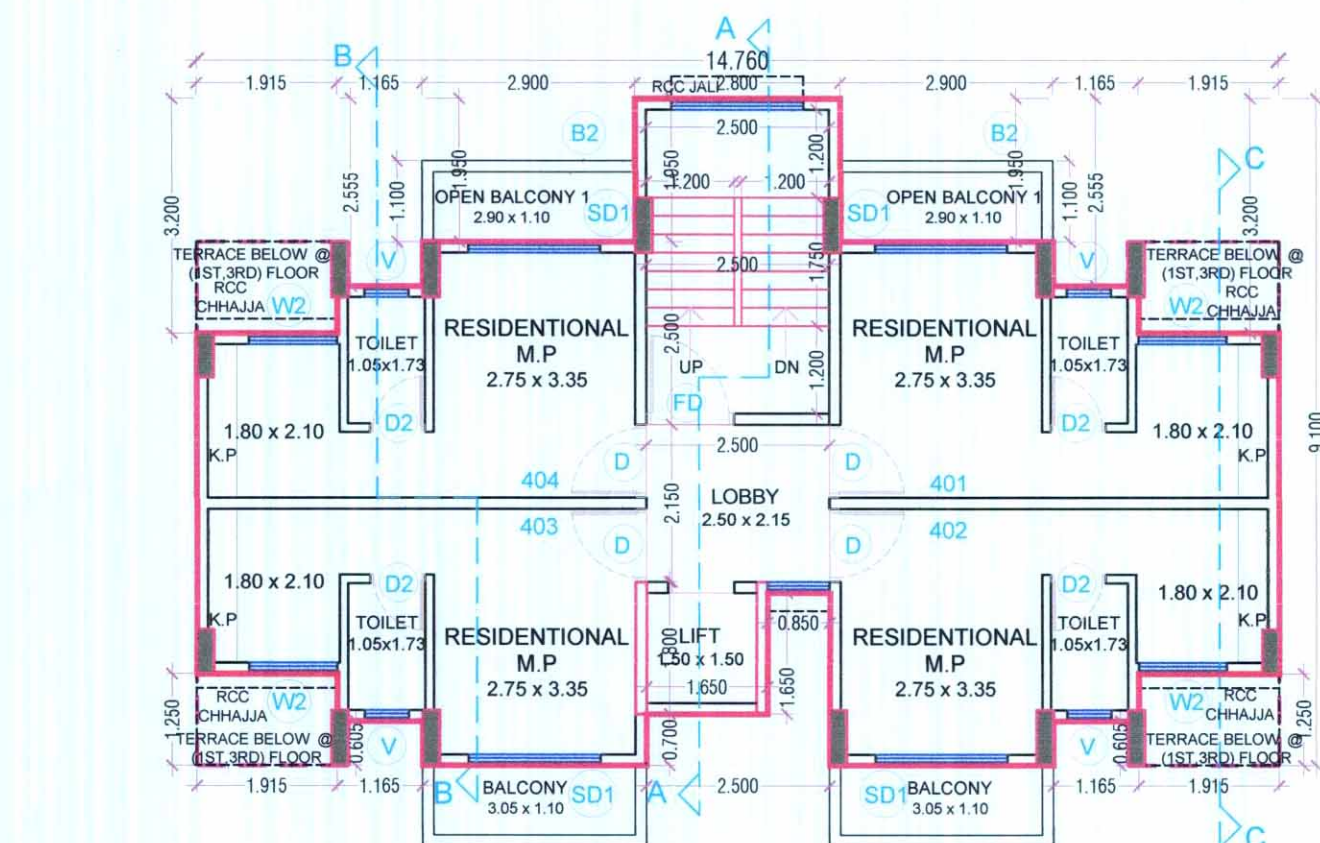 A
B
14.760
1.915
1.165
2.900
RCC JALI
2.800
2.900
1.165
1.915
2.500
B2
B2
C
1.950
1.950
1.200
1.950
1.200
1.200
2.555
1.100
1.100
2.555
3.200
3.200
OPEN BALCONY 1
2.90 x 1.10
SD1
SD1
OPEN BALCONY 1
2.90 x 1.10
TERRACE BELOW @
(1ST,3RD) FLOOR
RCC
CHHAJJA
W2
V
2.500
1.750
V
TERRACE BELOW @
(1ST,3RD) FLOOR
RCC
CHHAJJA
W2
TOILET
1.05x1.73
RESIDENTIONAL
M.P
2.75 x 3.35
2.500
UP
DN
1.200
RESIDENTIONAL
M.P
2.75 x 3.35
TOILET
1.05x1.73
FD
D2
D2
1.80 x 2.10
K.P
1.80 x 2.10
K.P
9.100
2.500
D
D
404
401
LOBBY
2.50 x 2.15
2.150
403
402
D
D
1.80 x 2.10
K.P
D2
D2
1.80 x 2.10
K.P
TOILET
1.05x1.73
RESIDENTIONAL
M.P
2.75 x 3.35
LIFT
1.50 x 1.50
1.650
0.850
1.650
RESIDENTIONAL
M.P
2.75 x 3.35
TOILET
1.05x1.73
RCC
CHHAJJA
W2
TERRACE BELOW @
(1ST,3RD) FLOOR
1.250
V
0.605
0.700
V
0.605
W2
RCC
CHHAJJA
TERRACE BELOW @
(1ST,3RD) FLOOR
1.250
1.915
1.165
B
BALCONY
3.05 x 1.10
SD1
A
2.500
SD1
BALCONY
3.05 x 1.10
1.165
1.915
C